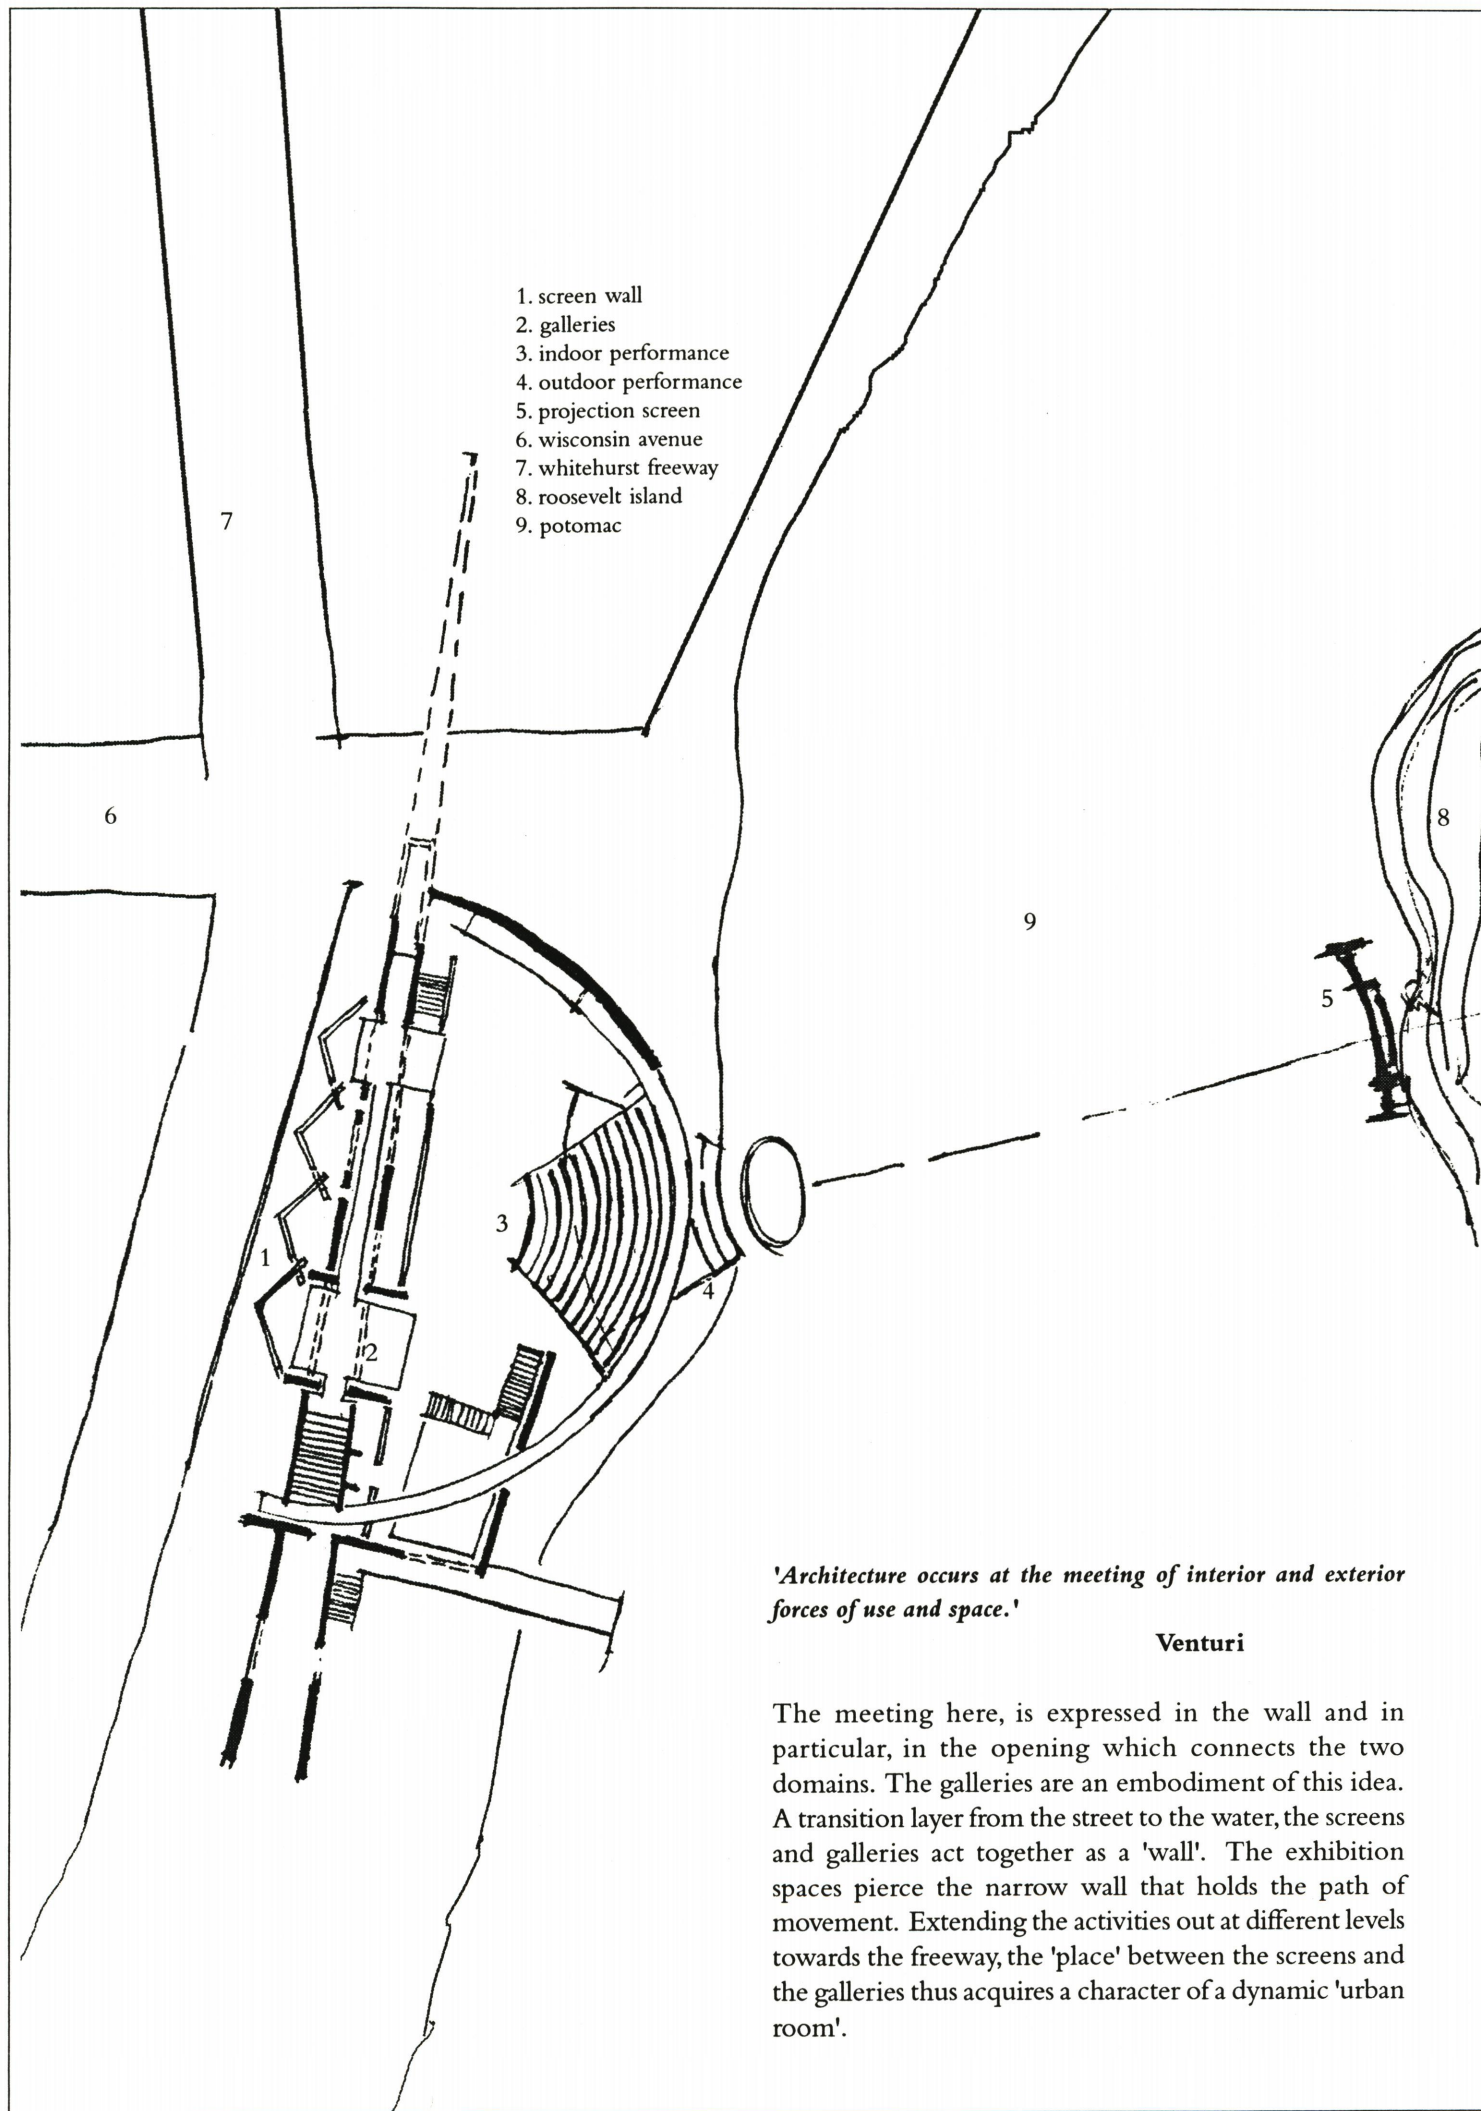 1. screen wall
2. galleries
3. indoor performance
4. outdoor performance
5. projection screen
6. wisconsin avenue
7. whitehurst freeway
8. roosevelt island
9. potomac
7
6
8
9
5
3
1
4
2
'Architecture occurs at the meeting of interior and exterior
forces of use and space.'
Venturi
The meeting here, is expressed in the wall and in
particular, in the opening which connects the two
domains. The galleries are an embodiment of this idea.
A transition layer from the street to the water, the screens
and galleries act together as a 'wall'. The exhibition
spaces pierce the narrow wall that holds the path of
movement. Extending the activities out at different levels
towards the freeway, the 'place' between the screens and
the galleries thus acquires a character of a dynamic 'urban
room'.